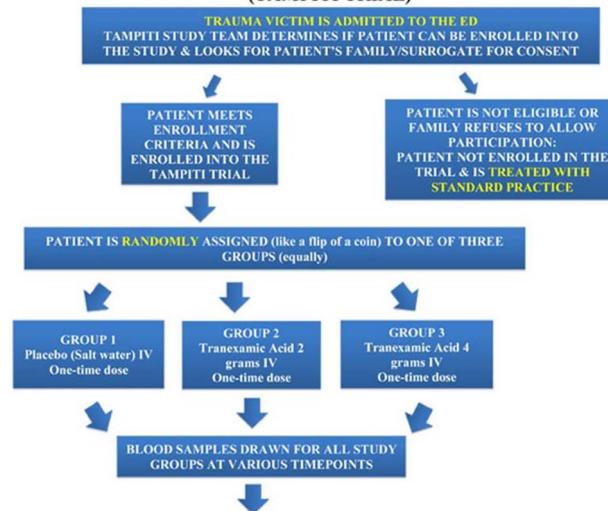 (TAMPITI TRIAL)
TRAUMA VICTIM IS ADMITTED TO THE ED
TAMPITI STUDY TEAM DETERMINES IF PATIENT CAN BE ENROLLED INTO
THE STUDY & LOOKS FOR PATIENT'S FAMILY/SURROGATE FOR CONSENT
PATIENT MEETS
ENROLLMENT
CRITERIA AND IS
ENROLLED INTO THE
TAMPITI TRIAL
PATIENT IS NOT ELIGIBLE OR
FAMILY REFUSES TO ALLOW
PARTICIPATION:
PATIENT NOT ENROLLED IN THE
TRIAL & IS TREATED WITH
STANDARD PRACTICE
PATIENT IS RANDOMLY ASSIGNED (like a flip of a coin) TO ONE OF THREE
GROUPS (equally)
GROUP 1
Placebo (Salt water) IV
One-time dose
GROUP 2
Tranexamic Acid 2
grams IV
One-time dose
GROUP 3
Tranexamic Acid 4
grams IV
One-time dose
BLOOD SAMPLES DRAWN FOR ALL STUDY
GROUPS AT VARIOUS TIMEPOINTS